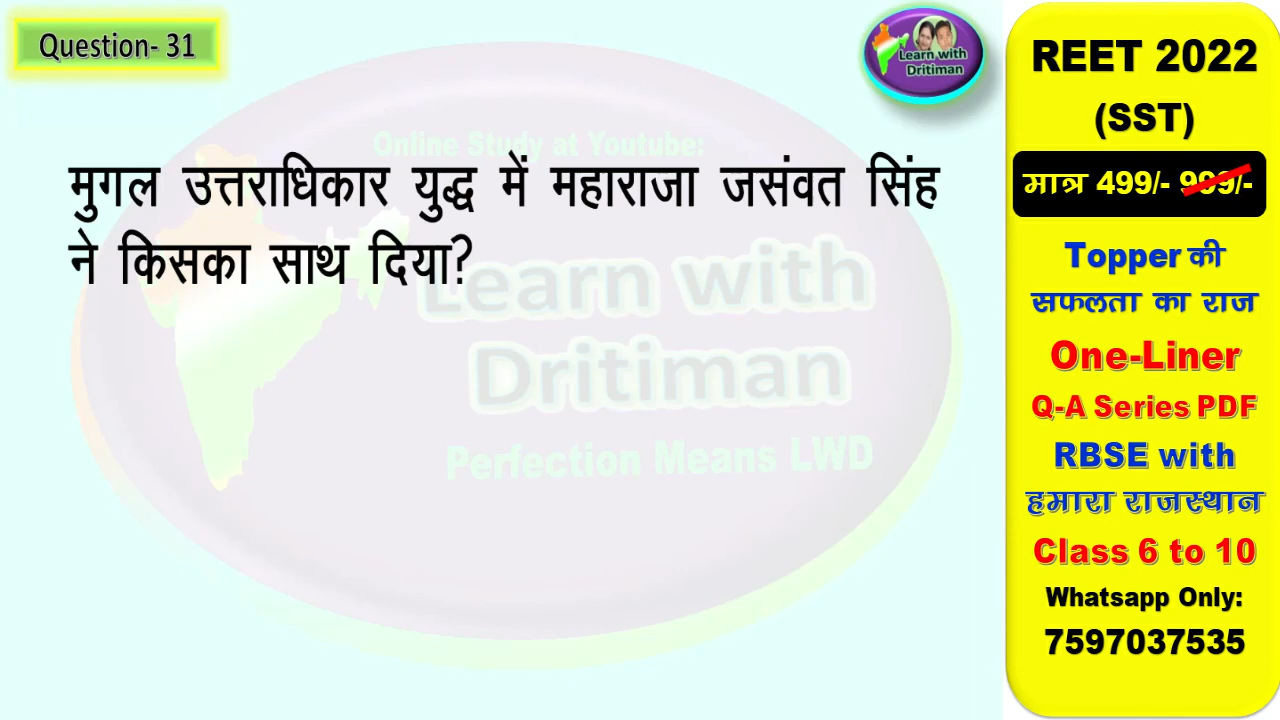 Question- 31
Learn with
Dritiman
मुगल उत्तराधिकार युद्ध में महाराजा जसंवत सिंह
ने किसका साथ दिया?
Online Study at Youtube:
Learn with
Dritiman
Perfection Means LWD
REET 2022
(SST)
मात्र 499/- 999/-
Topper की
सफलता का राज
One-Liner
Q-A Series PDF
RBSE with
हमारा राजस्थान
Class 6 to 10
Whatsapp Only:
7597037535